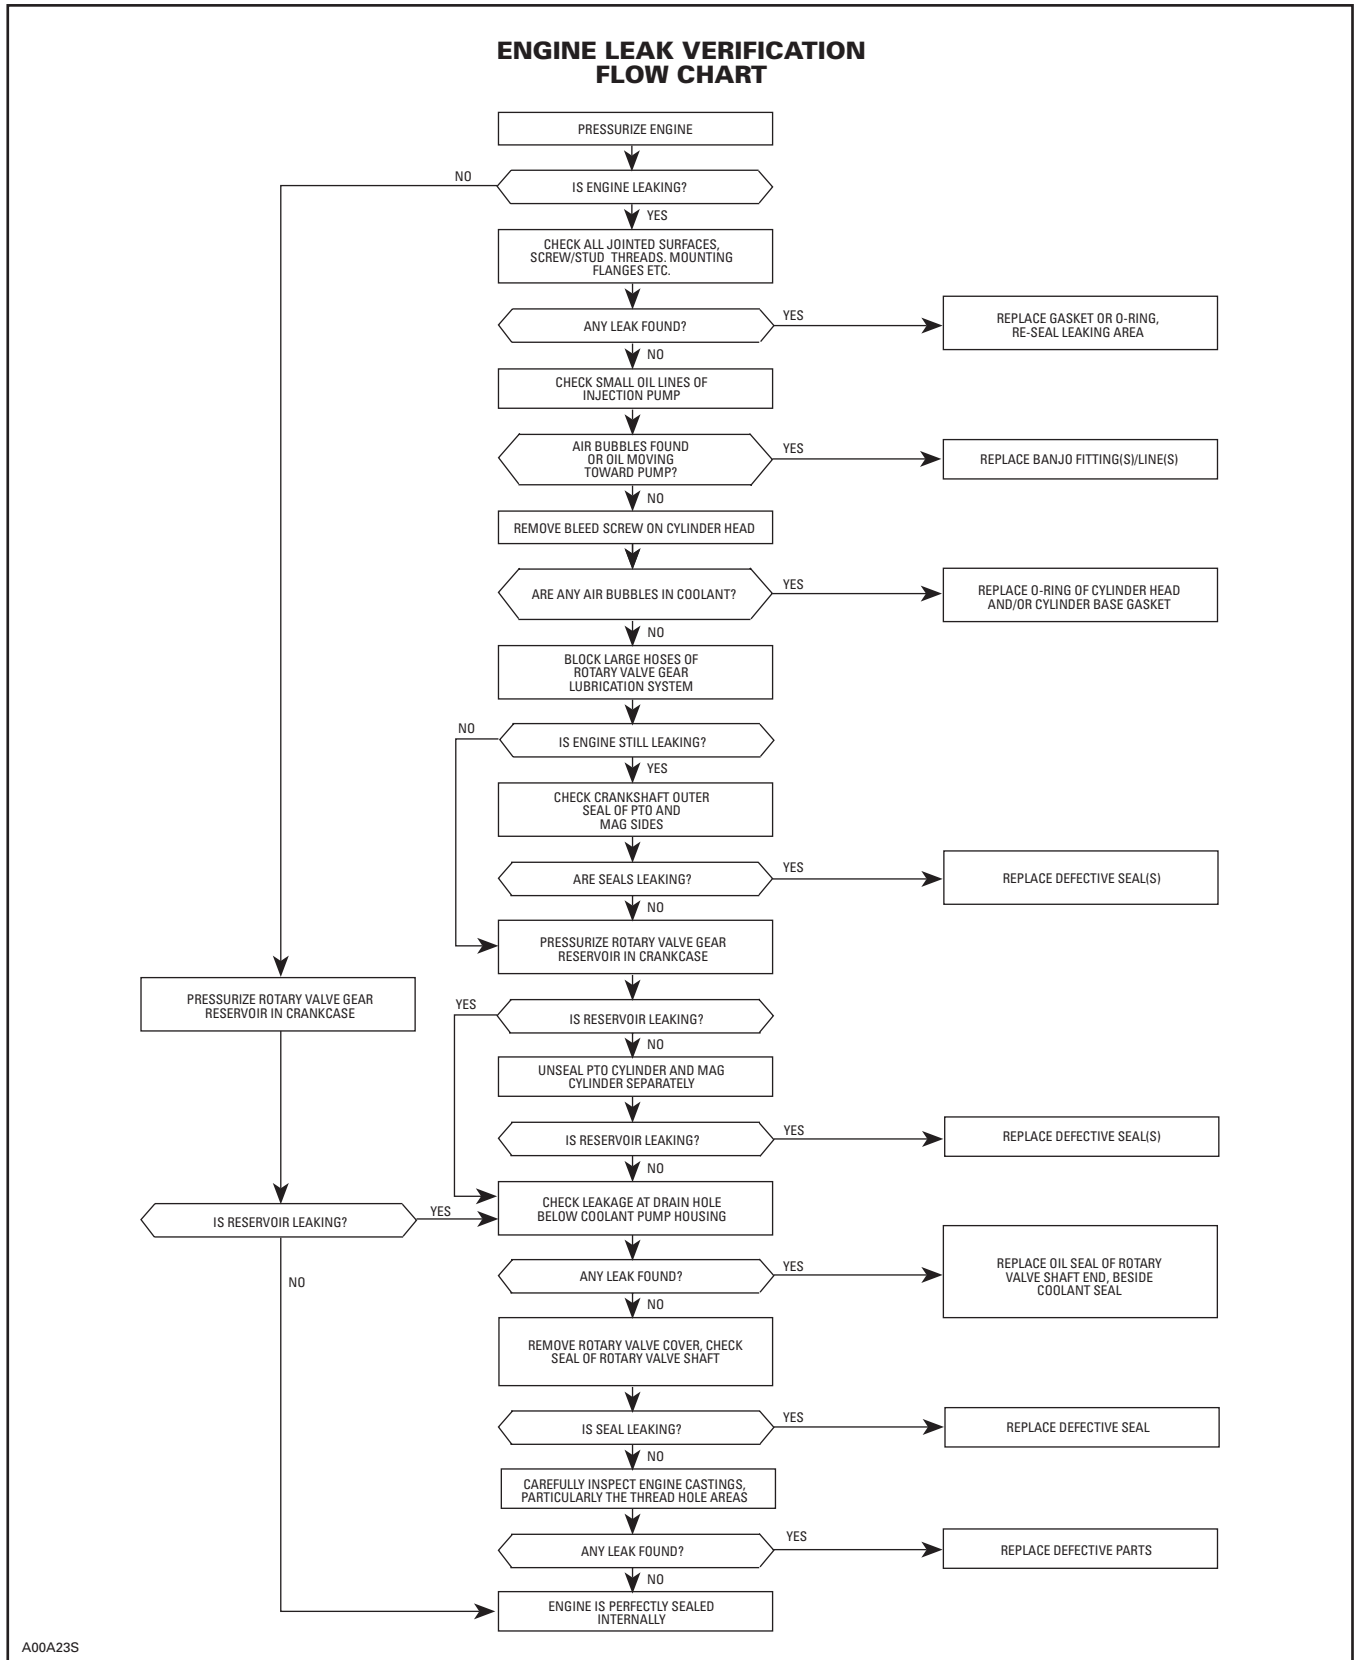 ENGINE LEAK VERIFICATION
FLOW CHART
PRESSURIZE ENGINE
NO
IS ENGINE LEAKING?
YES
CHECK ALL JOINTED SURFACES,
SCREW/STUD THREADS. MOUNTING
FLANGES ETC.
ANY LEAK FOUND?
YES
REPLACE GASKET OR O-RING,
RE-SEAL LEAKING AREA
NO
CHECK SMALL OIL LINES OF
INJECTION PUMP
AIR BUBBLES FOUND
OR OIL MOVING
TOWARD PUMP?
YES
REPLACE BANJO FITTING(S)/LINE(S)
NO
REMOVE BLEED SCREW ON CYLINDER HEAD
ARE ANY AIR BUBBLES IN COOLANT?
YES
REPLACE O-RING OF CYLINDER HEAD
AND/OR CYLINDER BASE GASKET
NO
BLOCK LARGE HOSES OF
ROTARY VALVE GEAR
LUBRICATION SYSTEM
NO
IS ENGINE STILL LEAKING?
YES
CHECK CRANKSHAFT OUTER
SEAL OF PTO AND
MAG SIDES
ARE SEALS LEAKING?
YES
REPLACE DEFECTIVE SEAL(S)
NO
PRESSURIZE ROTARY VALVE GEAR
RESERVOIR IN CRANKCASE
PRESSURIZE ROTARY VALVE GEAR
RESERVOIR IN CRANKCASE
YES
IS RESERVOIR LEAKING?
NO
UNSEAL PTO CYLINDER AND MAG
CYLINDER SEPARATELY
IS RESERVOIR LEAKING?
YES
REPLACE DEFECTIVE SEAL(S)
NO
IS RESERVOIR LEAKING?
YES
CHECK LEAKAGE AT DRAIN HOLE
BELOW COOLANT PUMP HOUSING
NO
ANY LEAK FOUND?
YES
REPLACE OIL SEAL OF ROTARY
VALVE SHAFT END, BESIDE
COOLANT SEAL
NO
REMOVE ROTARY VALVE COVER, CHECK
SEAL OF ROTARY VALVE SHAFT
IS SEAL LEAKING?
YES
REPLACE DEFECTIVE SEAL
NO
CAREFULLY INSPECT ENGINE CASTINGS,
PARTICULARLY THE THREAD HOLE AREAS
ANY LEAK FOUND?
YES
REPLACE DEFECTIVE PARTS
NO
ENGINE IS PERFECTLY SEALED
INTERNALLY
A00A23S